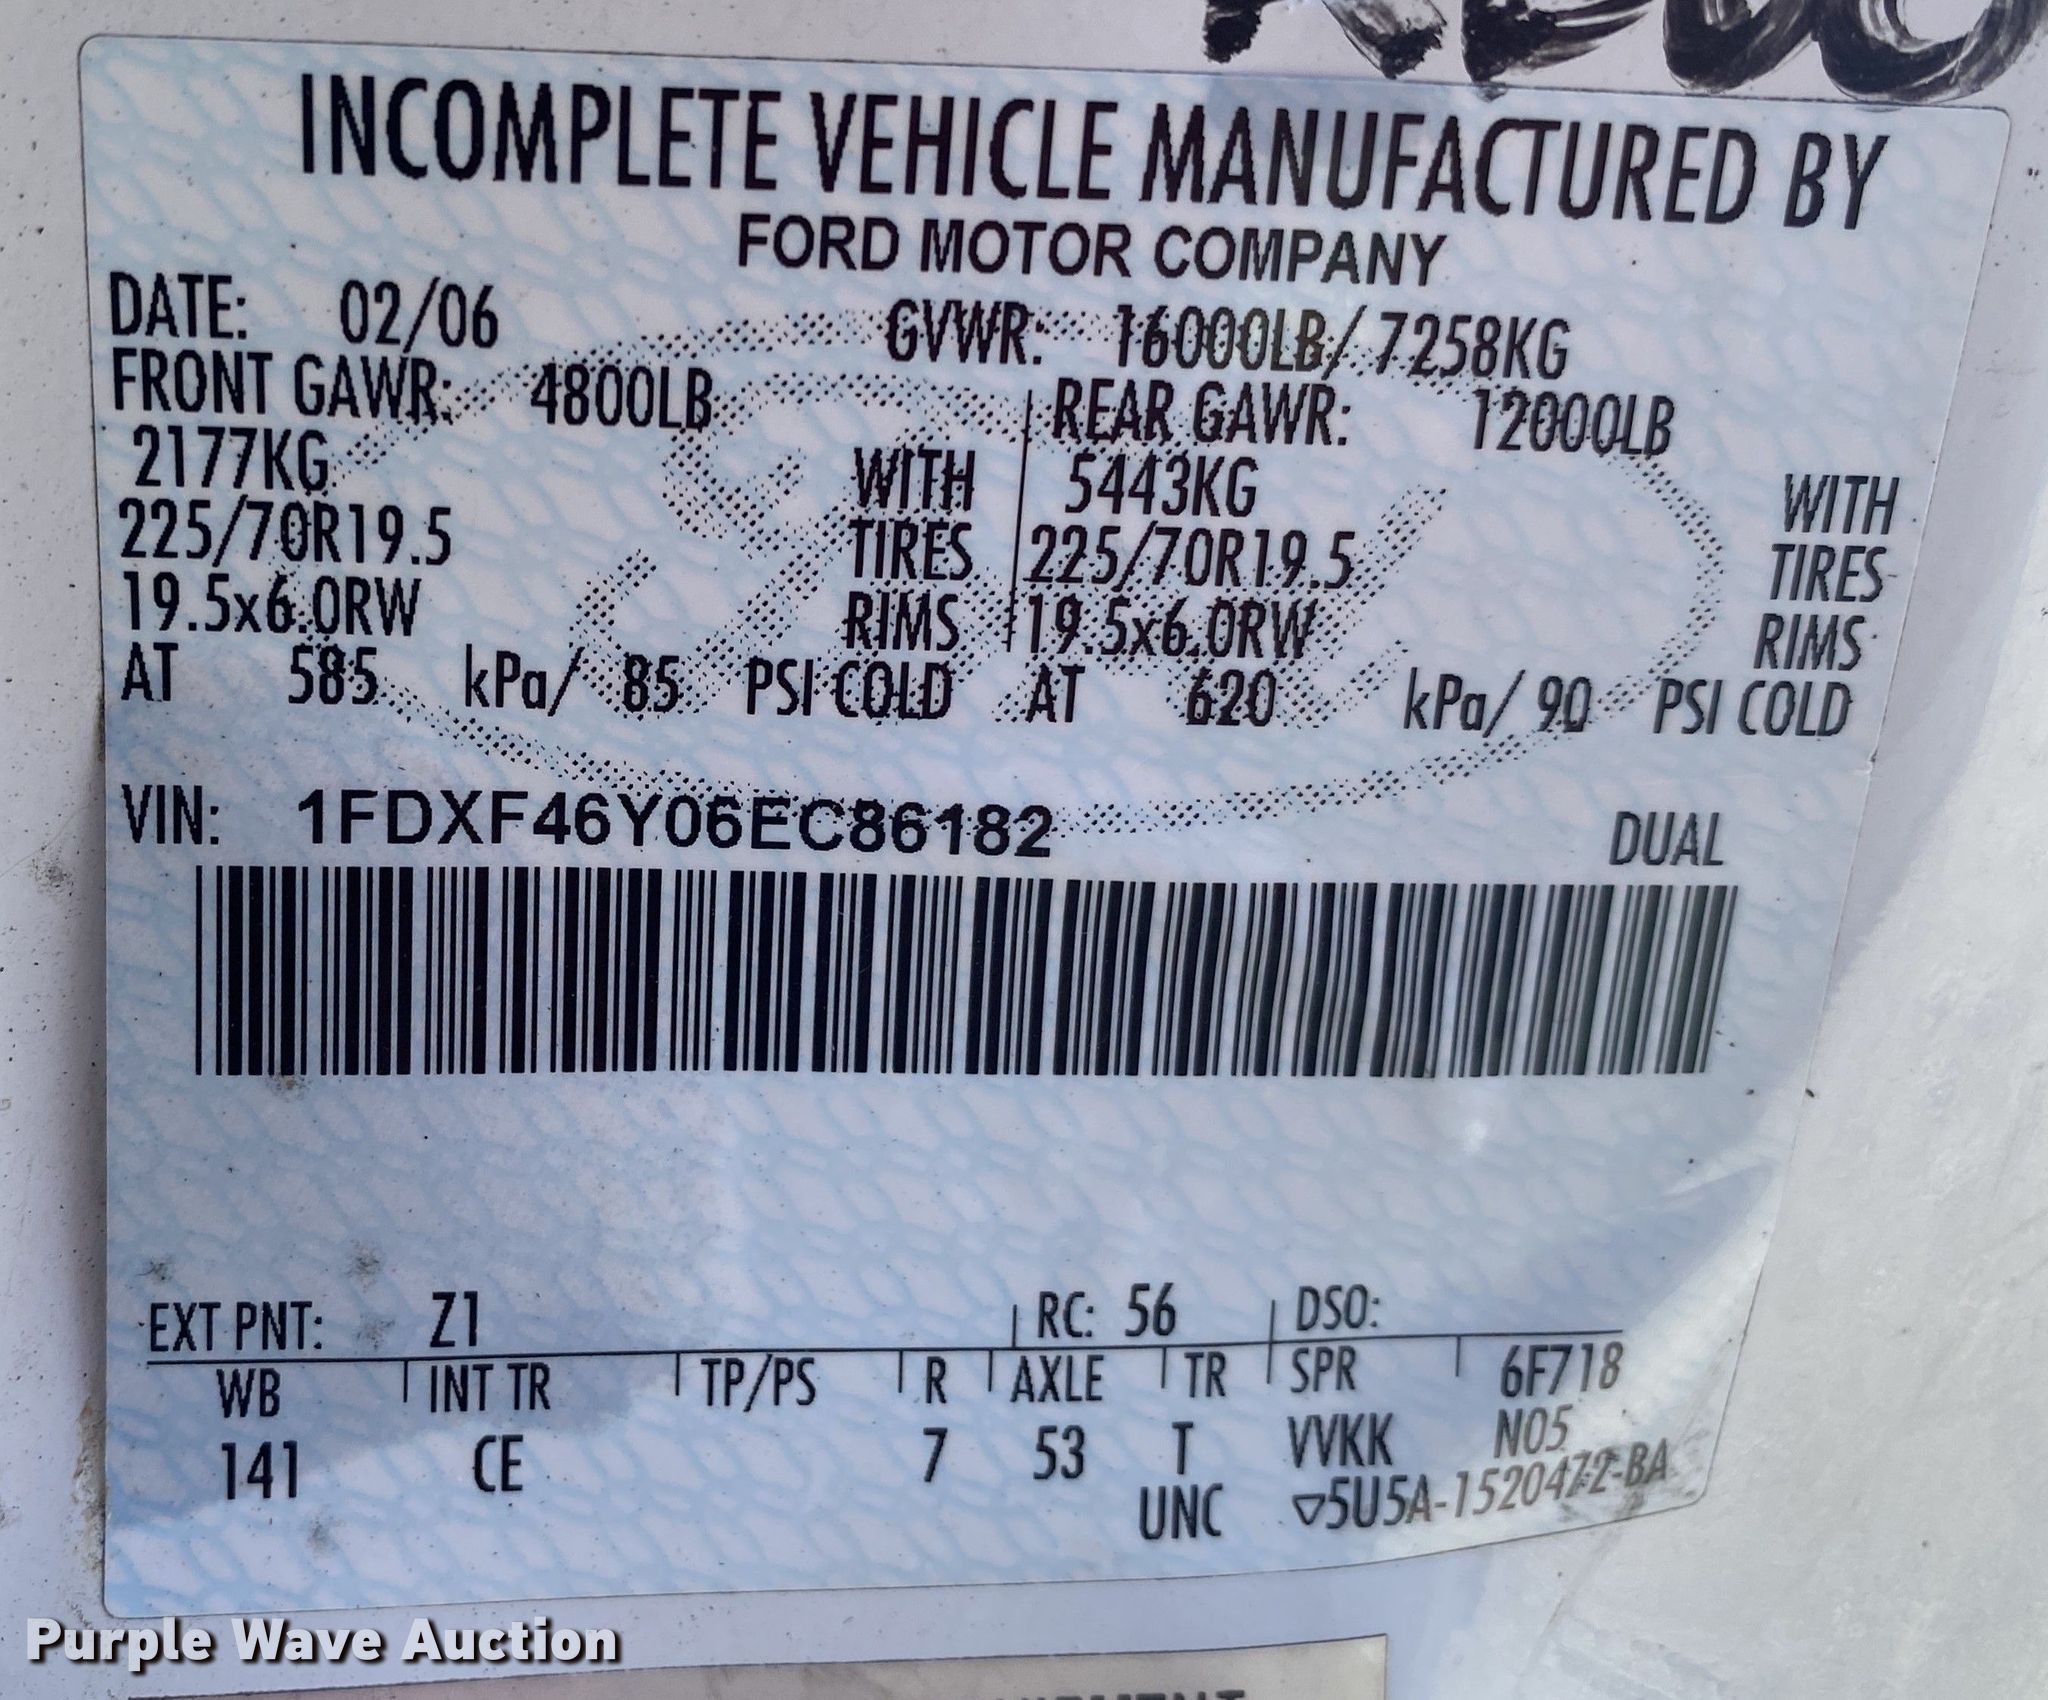 INCOMPLETE VEHICLE MANUFACTURED BY
FORD MOTOR COMPANY
DATE: 02/06 GVWR: 16000LB/ 7258KG
FRONT GAWR: 4800LB REAR GAWR: 12000LB
2177KG WITH 5443KG WITH
225/70R19.5 TIRES 225/70R19.5 TIRES
19.5x6.0RW RIMS 19.5x6.0RW RIMS
AT 585 kPa/ 85 PSI COLD AT 620 kPa/ 90 PSI COLD
VIN: 1FDXF46Y06EC86182 DUAL
EXT PNT: Z1 RC: 56 DSO:
WB INT TR TP/PS R AXLE TR SPR 6F718
141 CE 7 53 T VVKK N05
UNC ▽5U5A-1520472-BA
Purple Wave Auction